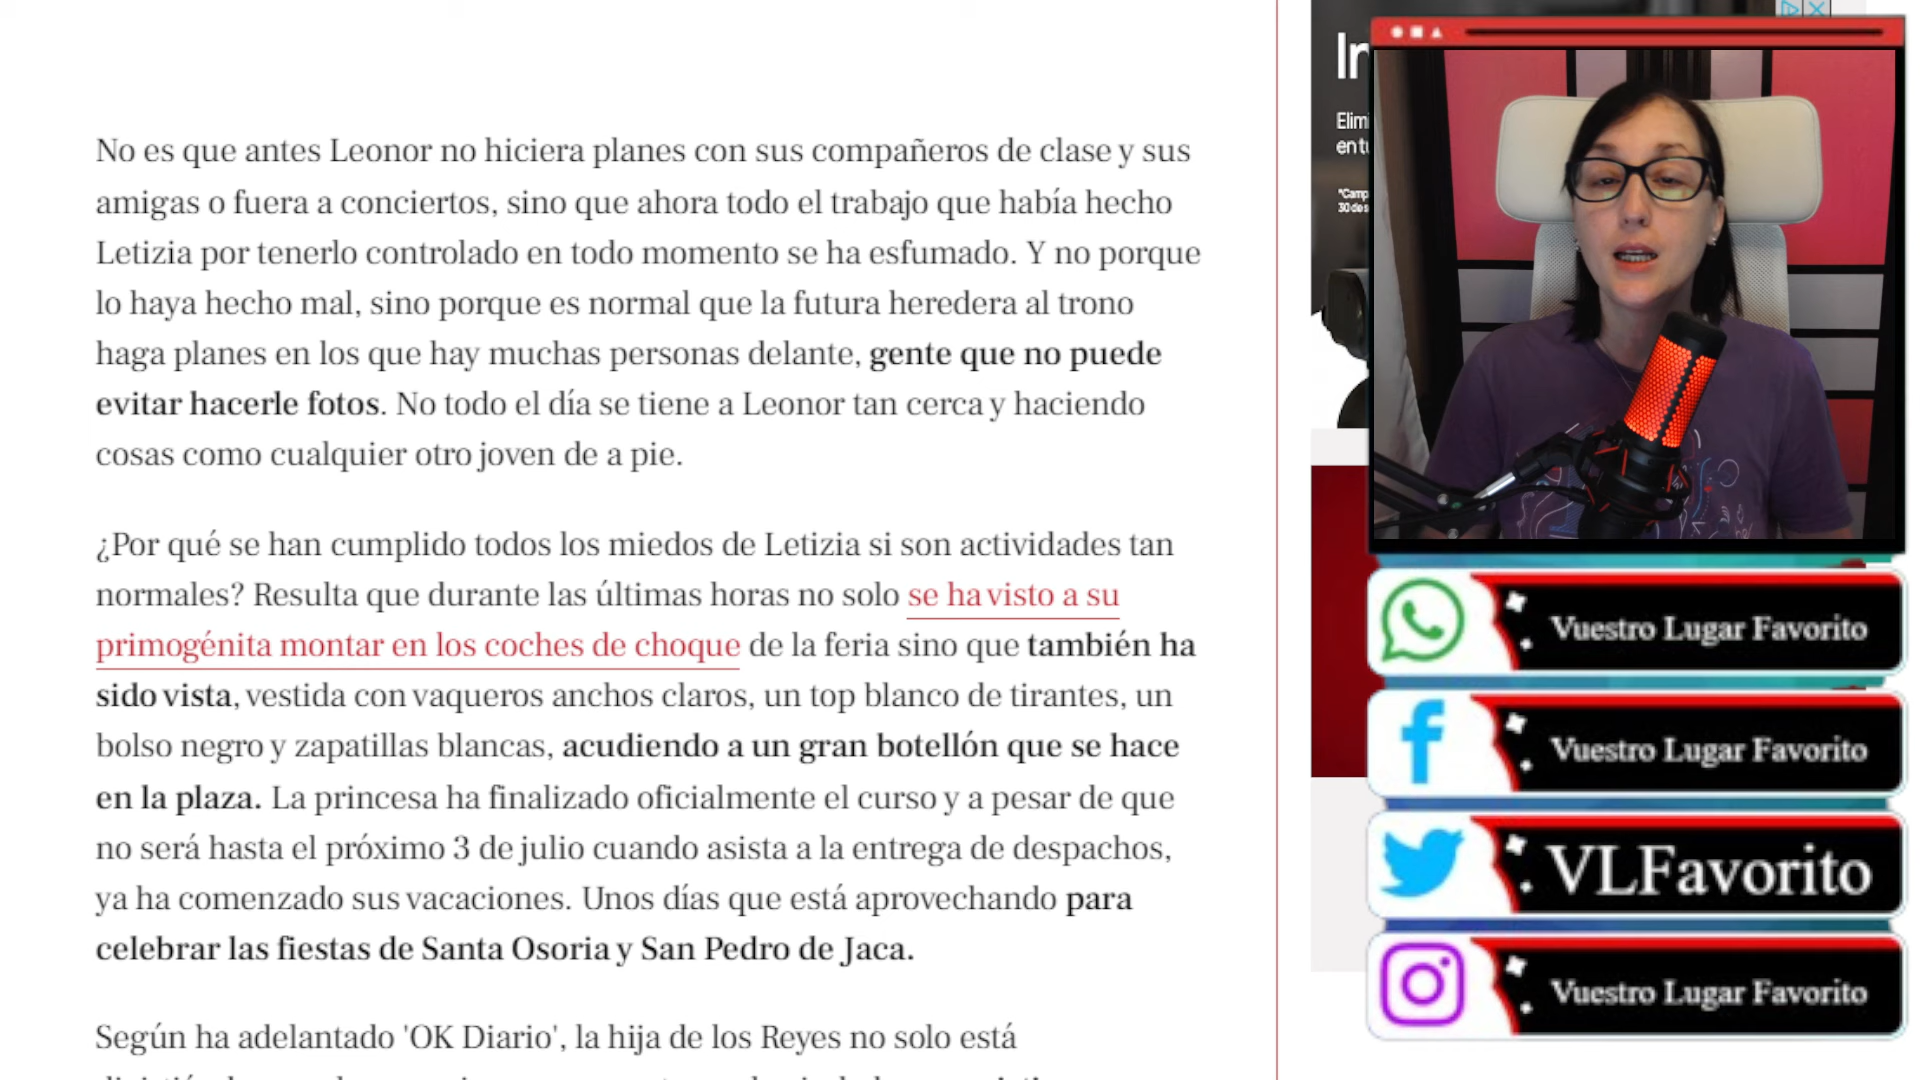 No es que antes Leonor no hiciera planes con sus compañeros de clase y sus
amigas o fuera a conciertos, sino que ahora todo el trabajo que había hecho
Letizia por tenerlo controlado en todo momento se ha esfumado. Y no porque
lo haya hecho mal, sino porque es normal que la futura heredera al trono
haga planes en los que hay muchas personas delante, gente que no puede
evitar hacerle fotos. No todo el día se tiene a Leonor tan cerca y haciendo
cosas como cualquier otro joven de a pie.
¿Por qué se han cumplido todos los miedos de Letizia si son actividades tan
normales? Resulta que durante las últimas horas no solo se ha visto a su
primogénita montar en los coches de choque de la feria sino que también ha
sido vista, vestida con vaqueros anchos claros, un top blanco de tirantes, un
bolso negro y zapatillas blancas, acudiendo a un gran botellón que se hace
en la plaza. La princesa ha finalizado oficialmente el curso y a pesar de que
no será hasta el próximo 3 de julio cuando asista a la entrega de despachos,
ya ha comenzado sus vacaciones. Unos días que está aprovechando para
celebrar las fiestas de Santa Osoria y San Pedro de Jaca.
Según ha adelantado 'OK Diario', la hija de los Reyes no solo está
Vuestro Lugar Favorito
Vuestro Lugar Favorito
VLFavorito
Vuestro Lugar Favorito